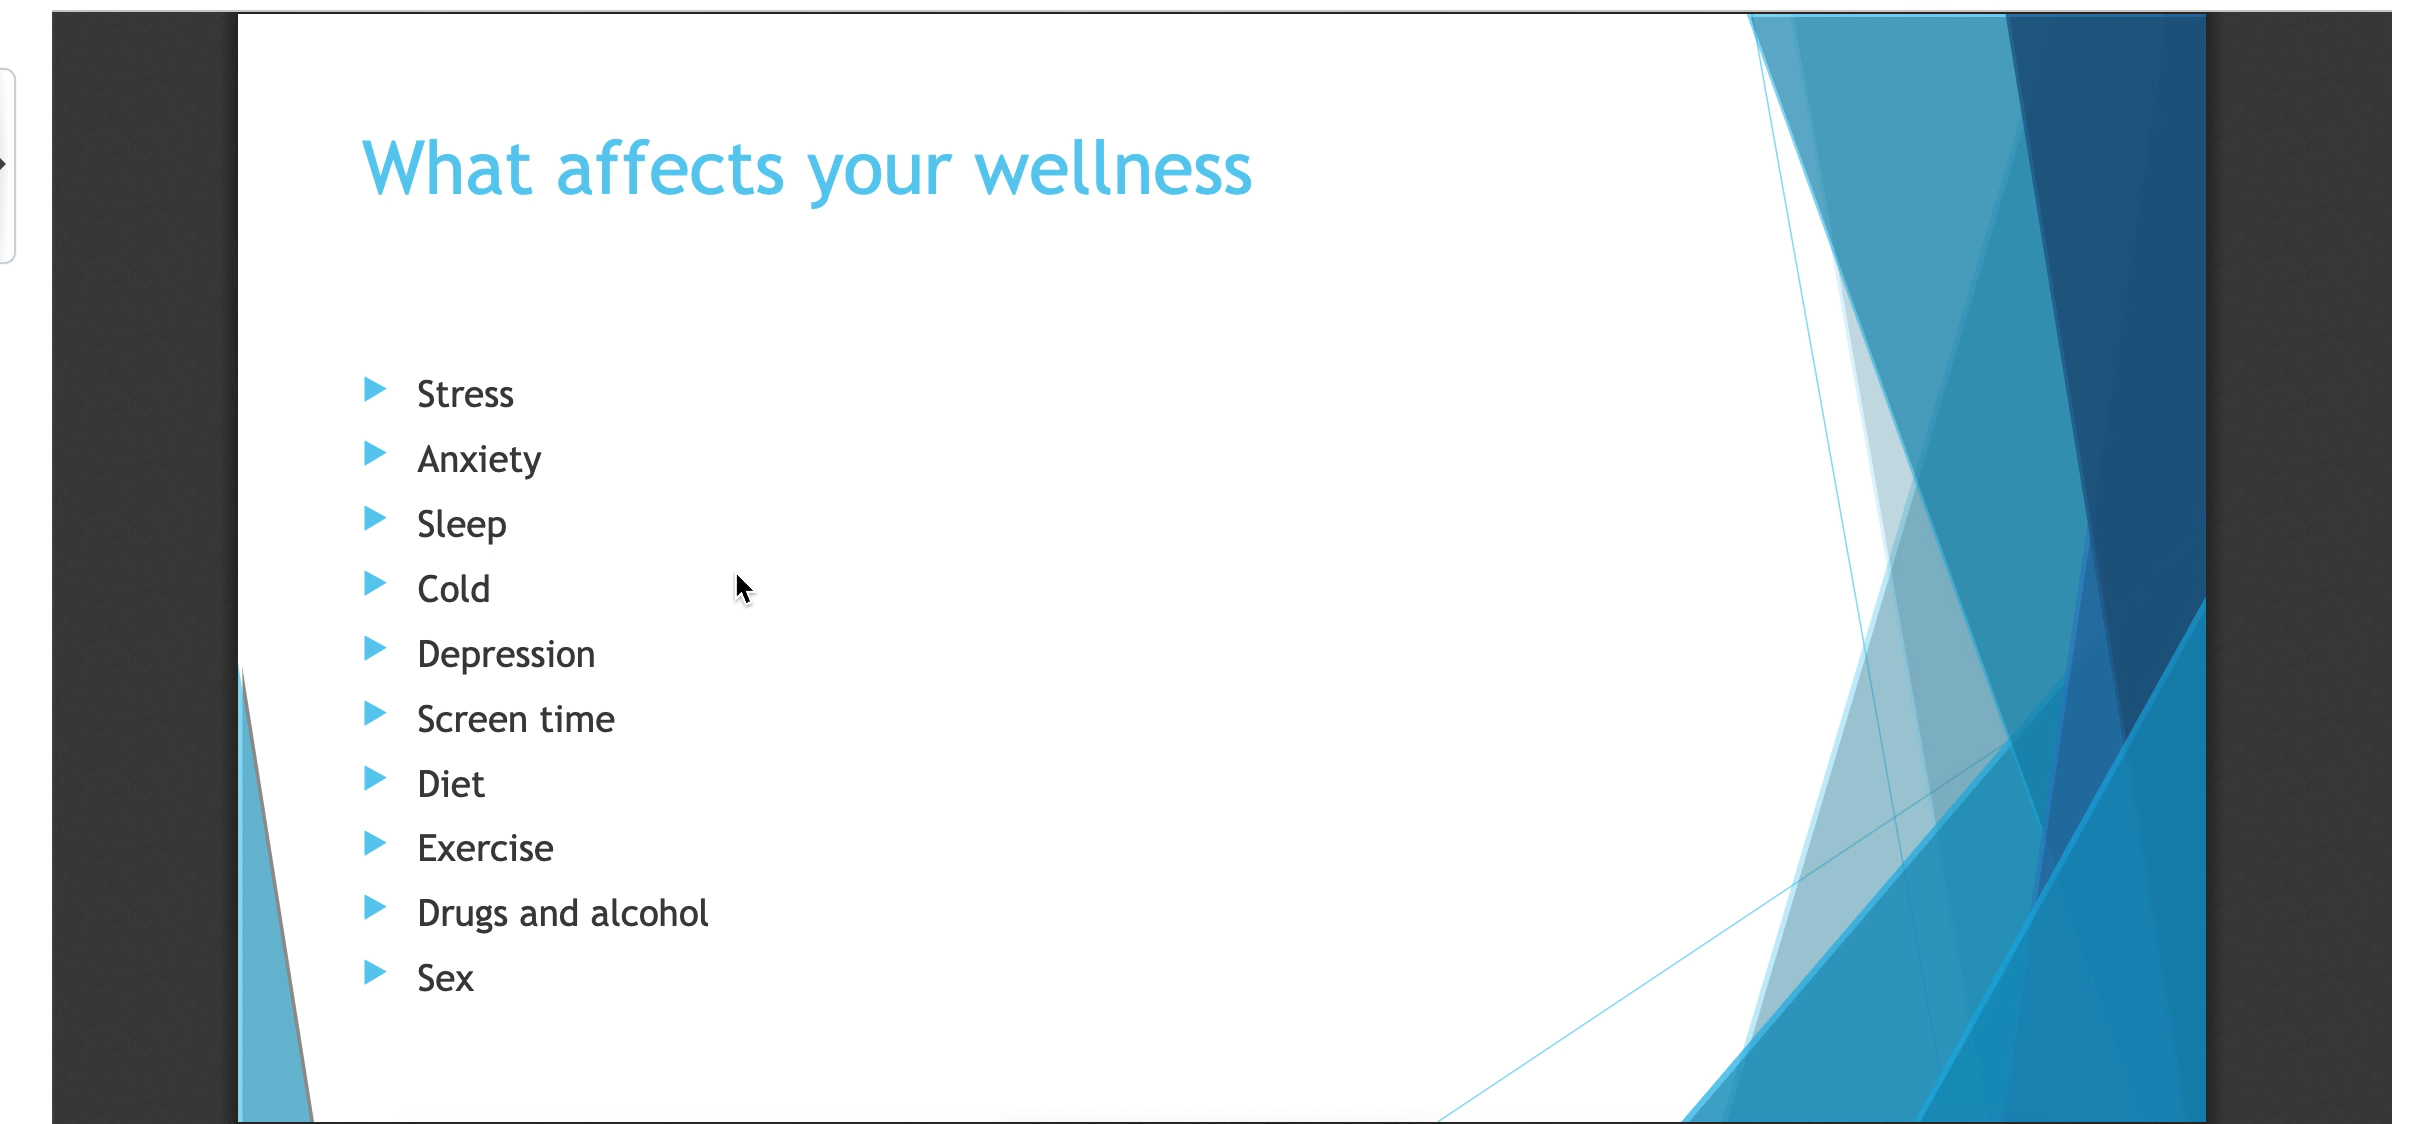 What affects your wellness
Stress
Anxiety
Sleep
Cold
Depression
Screen time
Diet
Exercise
Drugs and alcohol
Sex